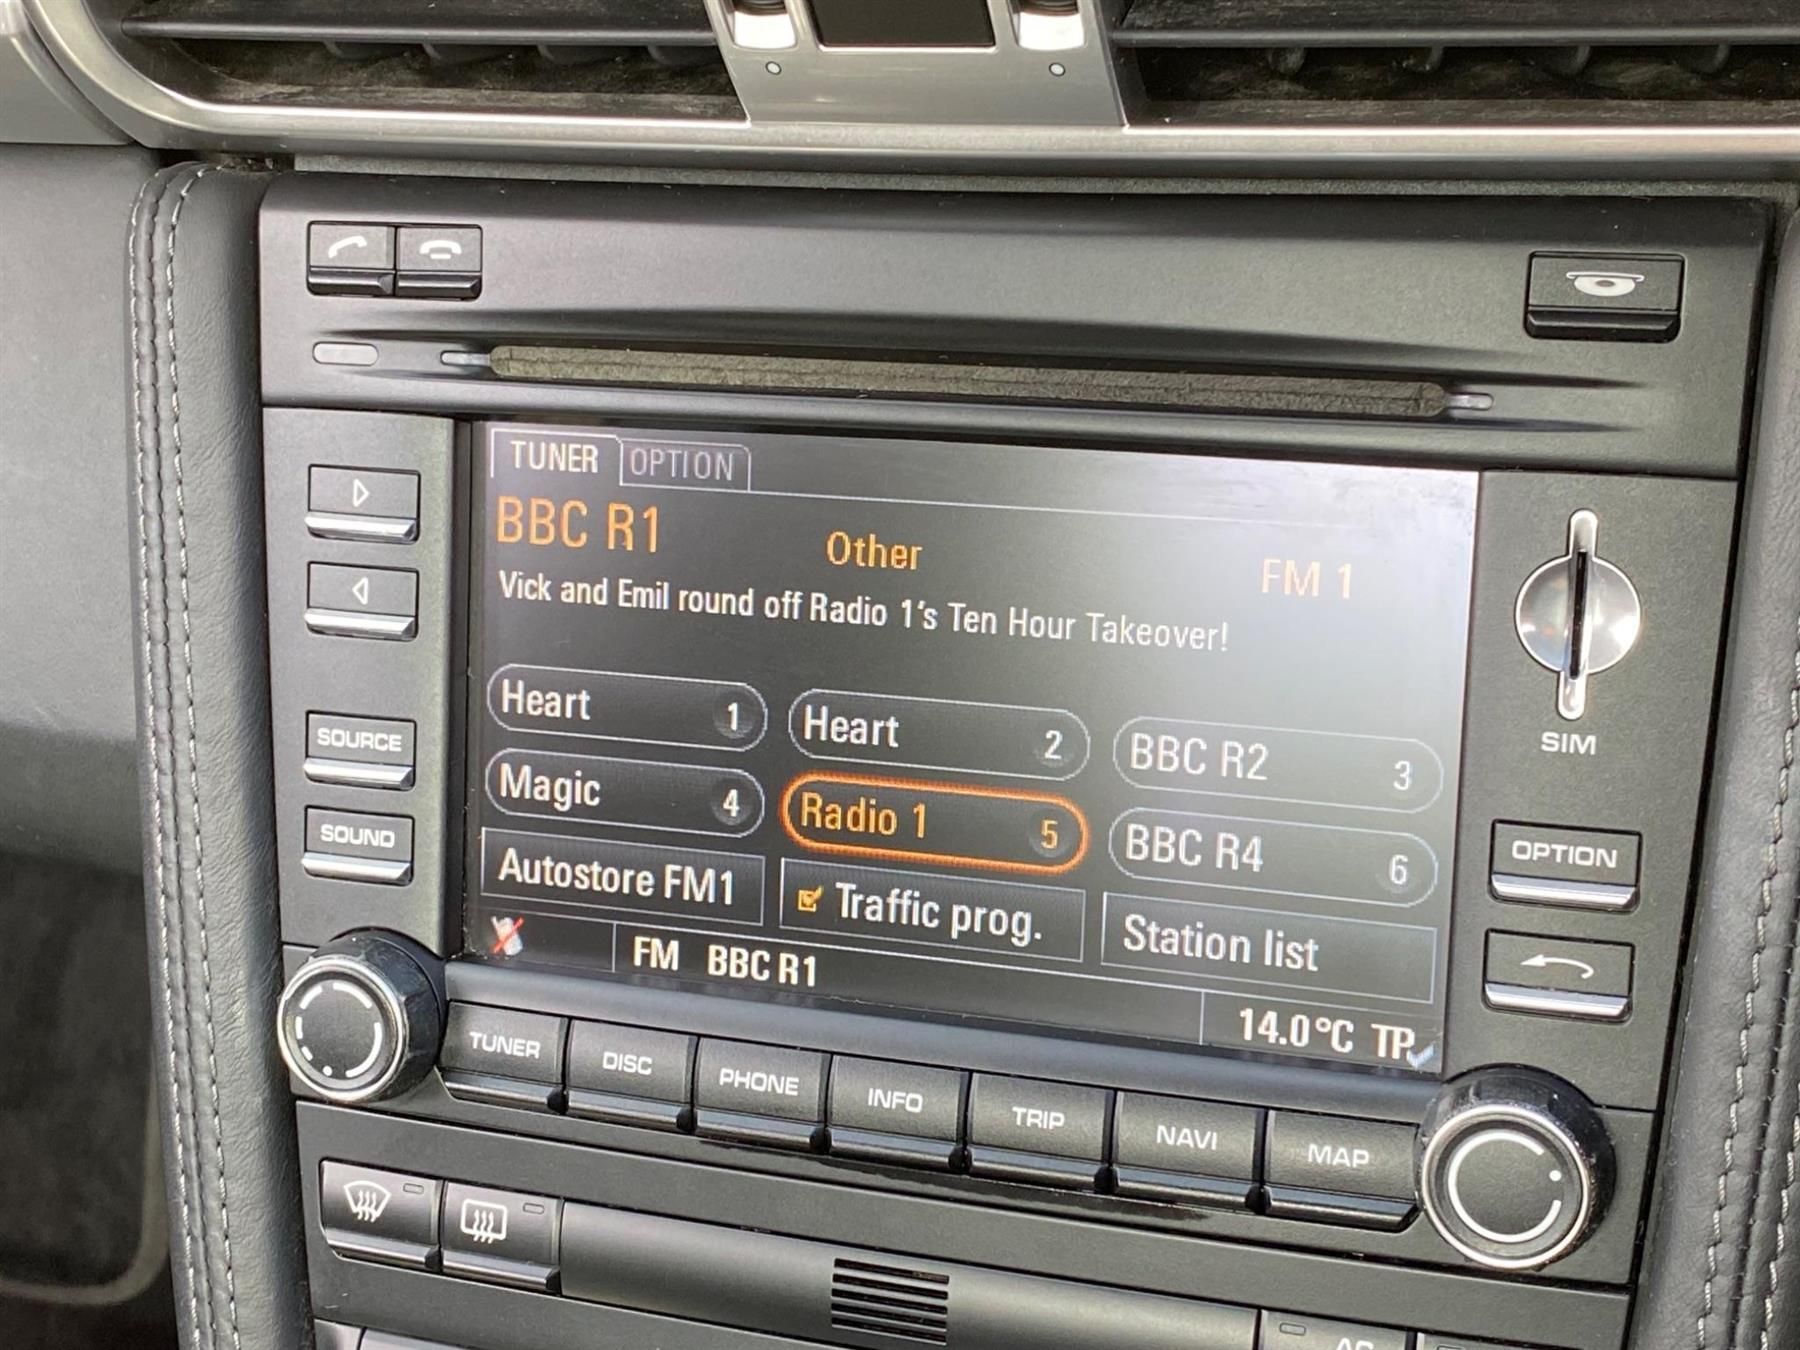 TUNER OPTION
BBC R1 Other FM 1
Vick and Emil round off Radio 1's Ten Hour Takeover!
Heart 1 Heart 2 BBC R2 3
Magic 4 Radio 1 5 BBC R4 6
Autostore FM1 Traffic prog. Station list
FM BBC R1
14.0°C TP
SOURCE
SOUND
SIM
OPTION
TUNER DISC PHONE INFO TRIP NAVI MAP